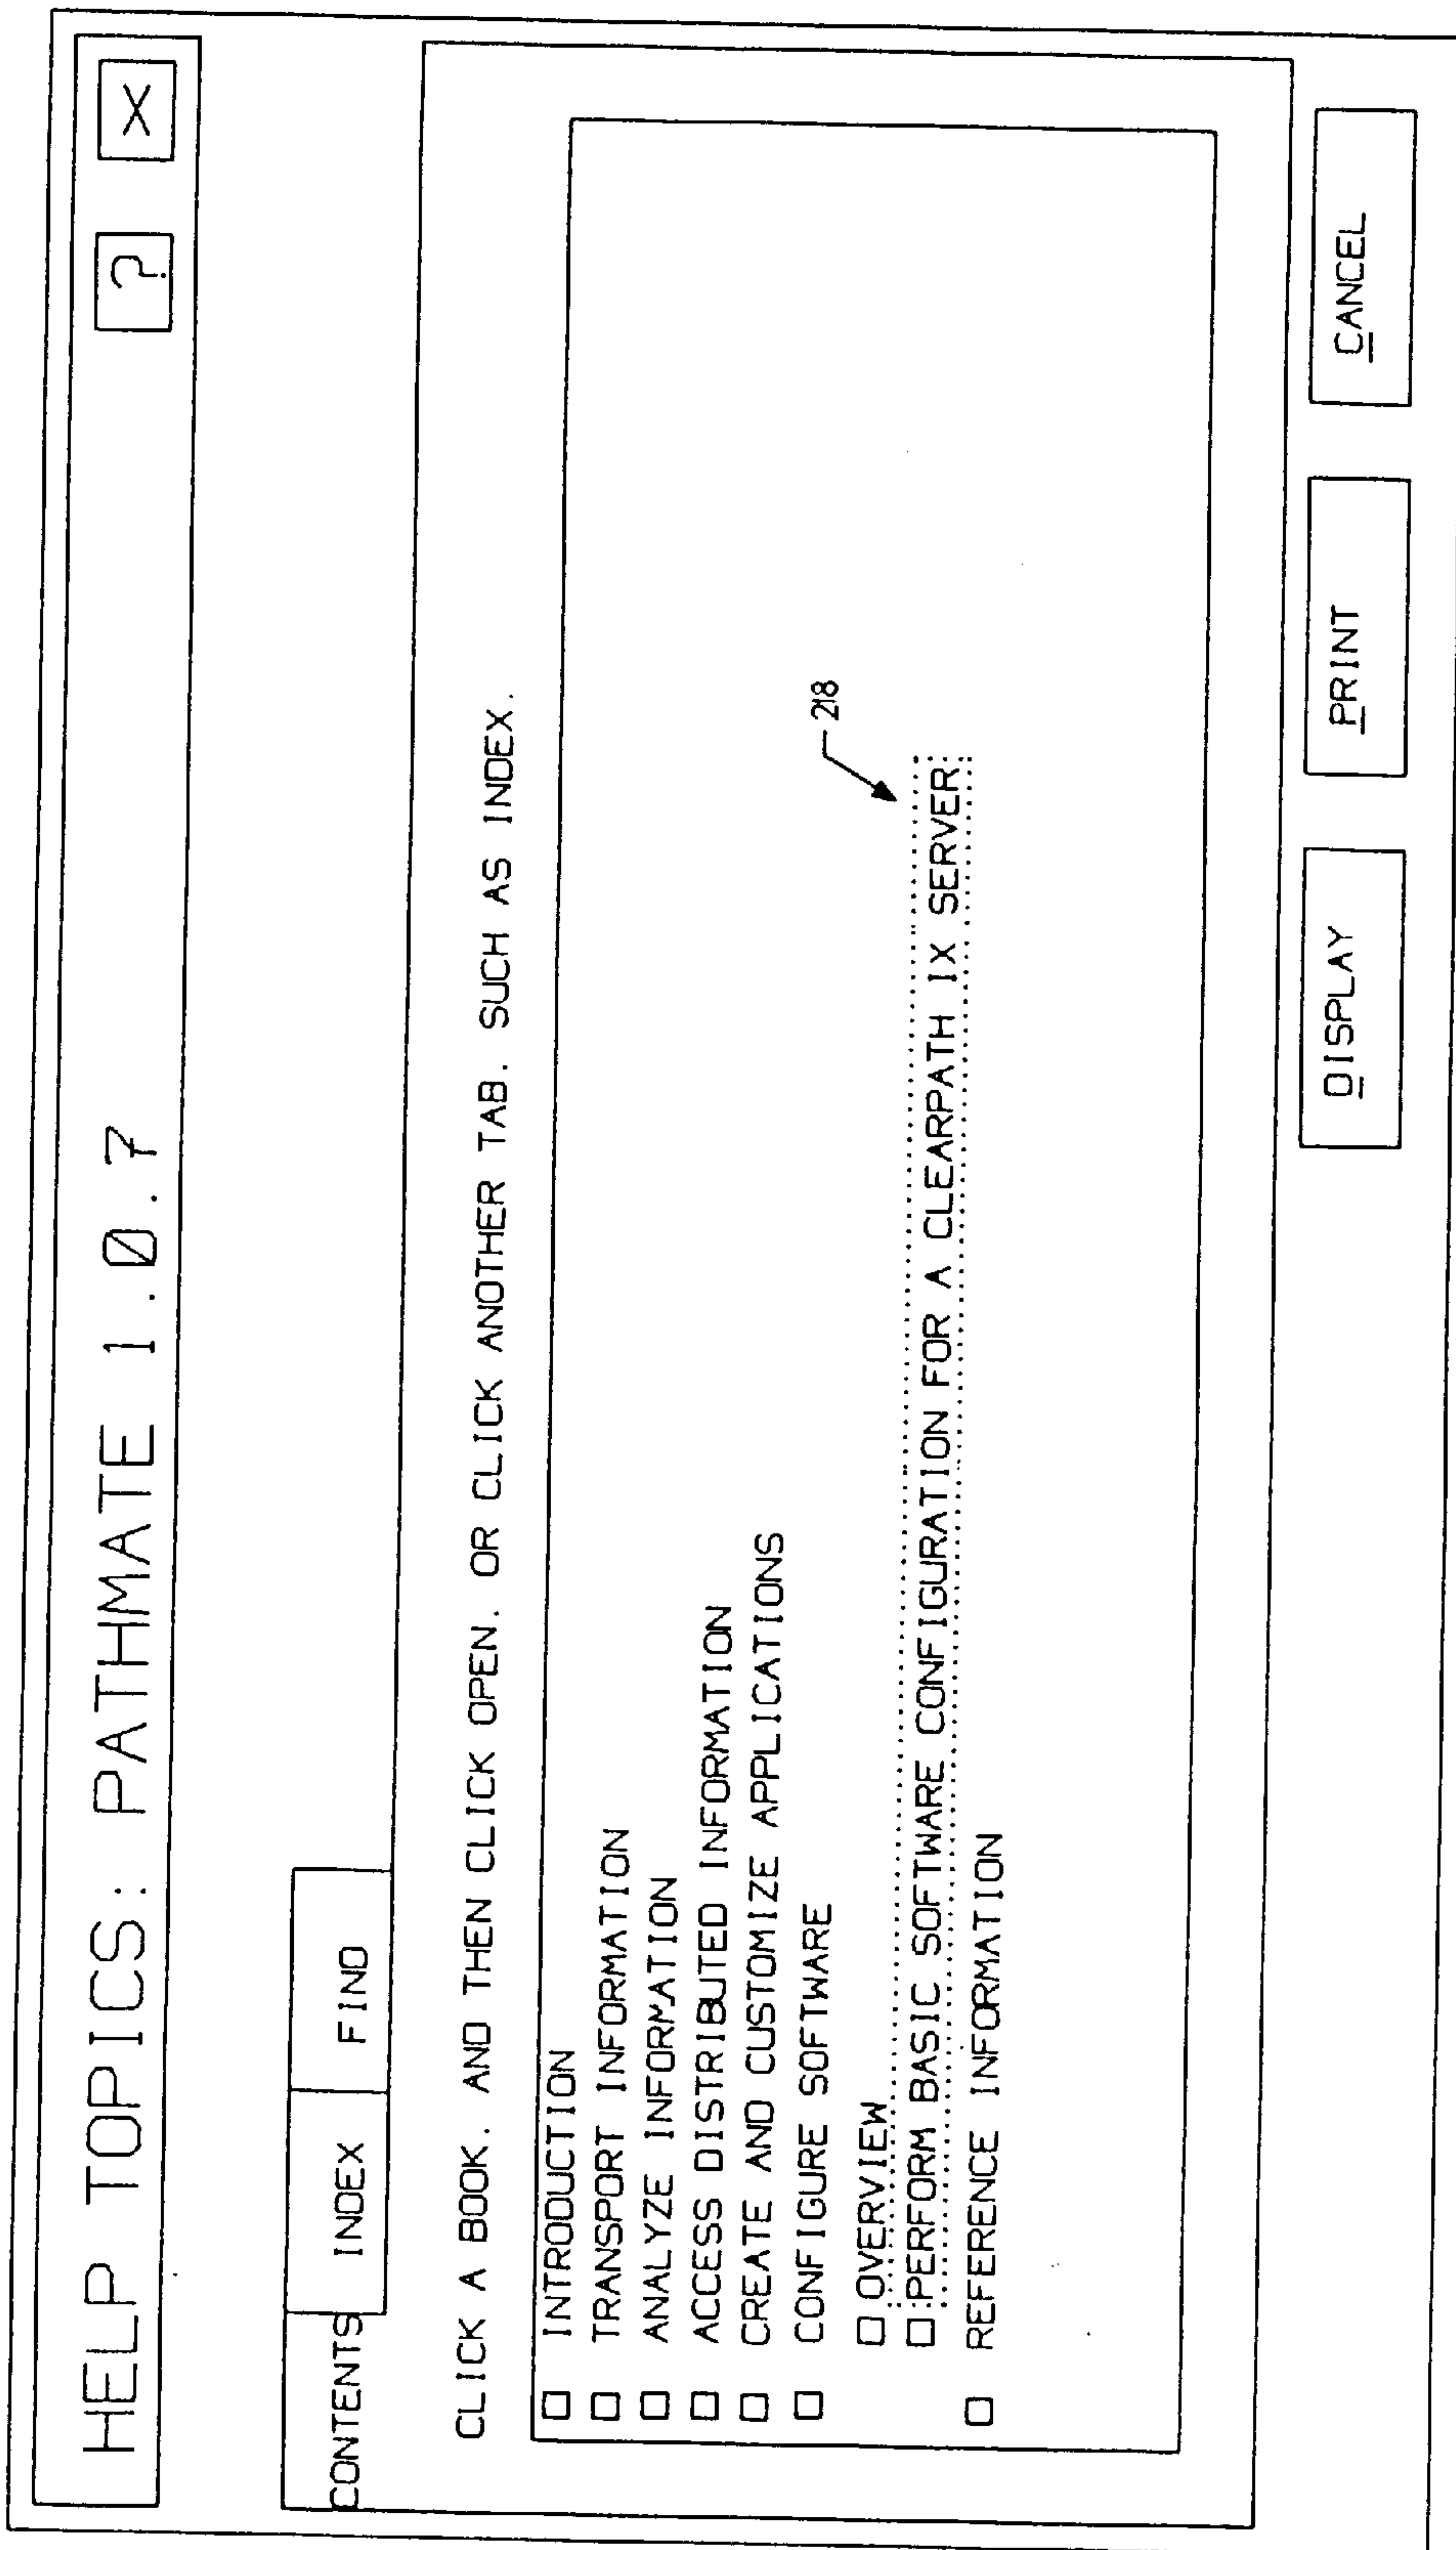 HELP TOPICS: PATHMATE 1.0.7
? X
CONTENTS INDEX FIND
CLICK A BOOK. AND THEN CLICK OPEN. OR CLICK ANOTHER TAB. SUCH AS INDEX.
INTRODUCTION
TRANSPORT INFORMATION
ANALYZE INFORMATION
ACCESS DISTRIBUTED INFORMATION
CREATE AND CUSTOMIZE APPLICATIONS
CONFIGURE SOFTWARE
OVERVIEW
218
PERFORM BASIC SOFTWARE CONFIGURATION FOR A CLEARPATH IX SERVER
REFERENCE INFORMATION
DISPLAY PRINT CANCEL